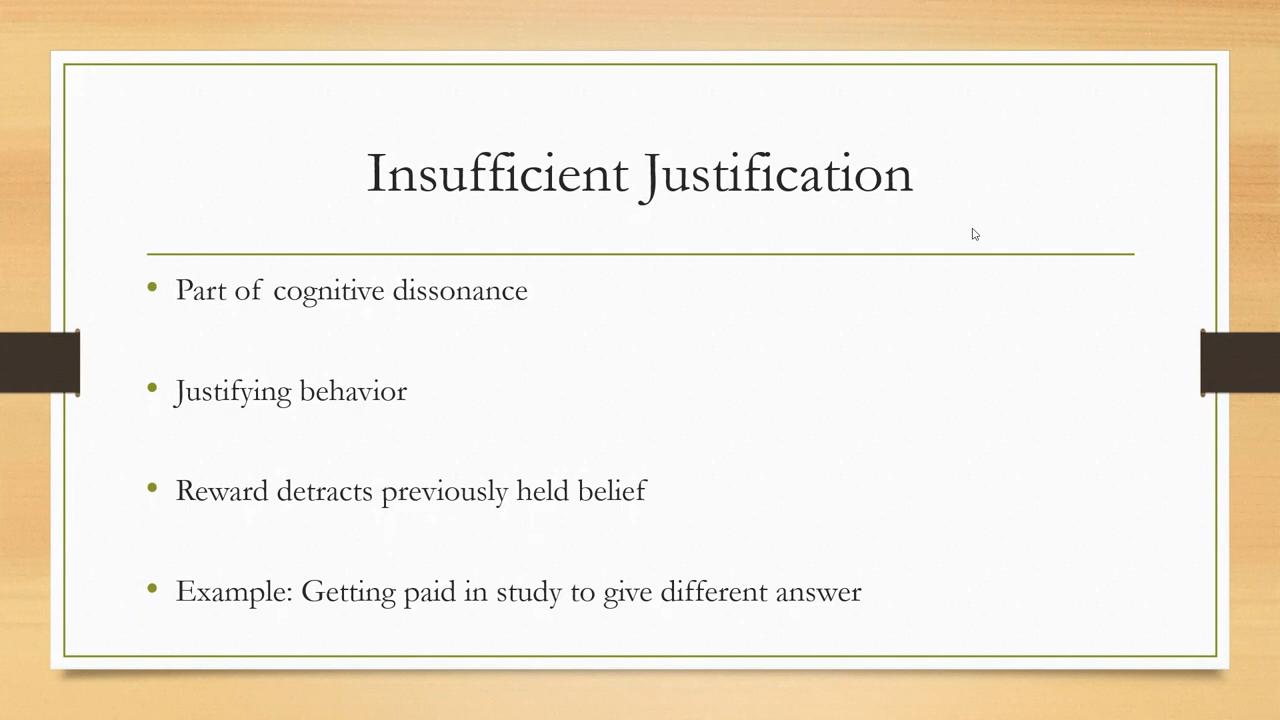 Insufficient Justification
• Part of cognitive dissonance
• Justifying behavior
• Reward detracts previously held belief
• Example: Getting paid in study to give different answer